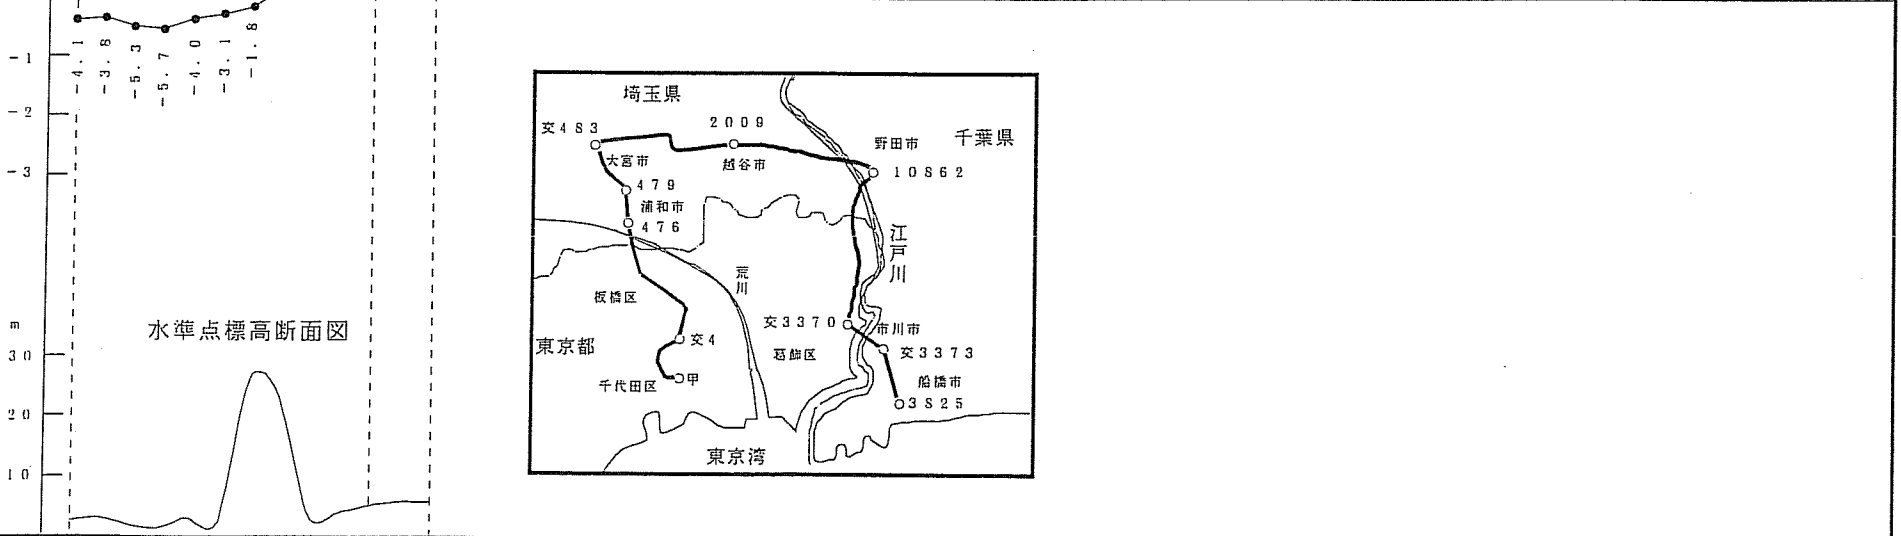 -4.1
-3.8
-5.3
-5.7
-4.0
-3.1
-1.8
-1
-2
-3
m
水準点標高断面図
30
20
10
埼玉県
交483
2009
千葉県
野田市
大宮市
越谷市
10862
479
浦和市
476
江戸川
荒川
板橋区
交3370
市川市
交4
東京都
葛飾区
交3373
千代田区
甲
船橋市
3825
東京湾